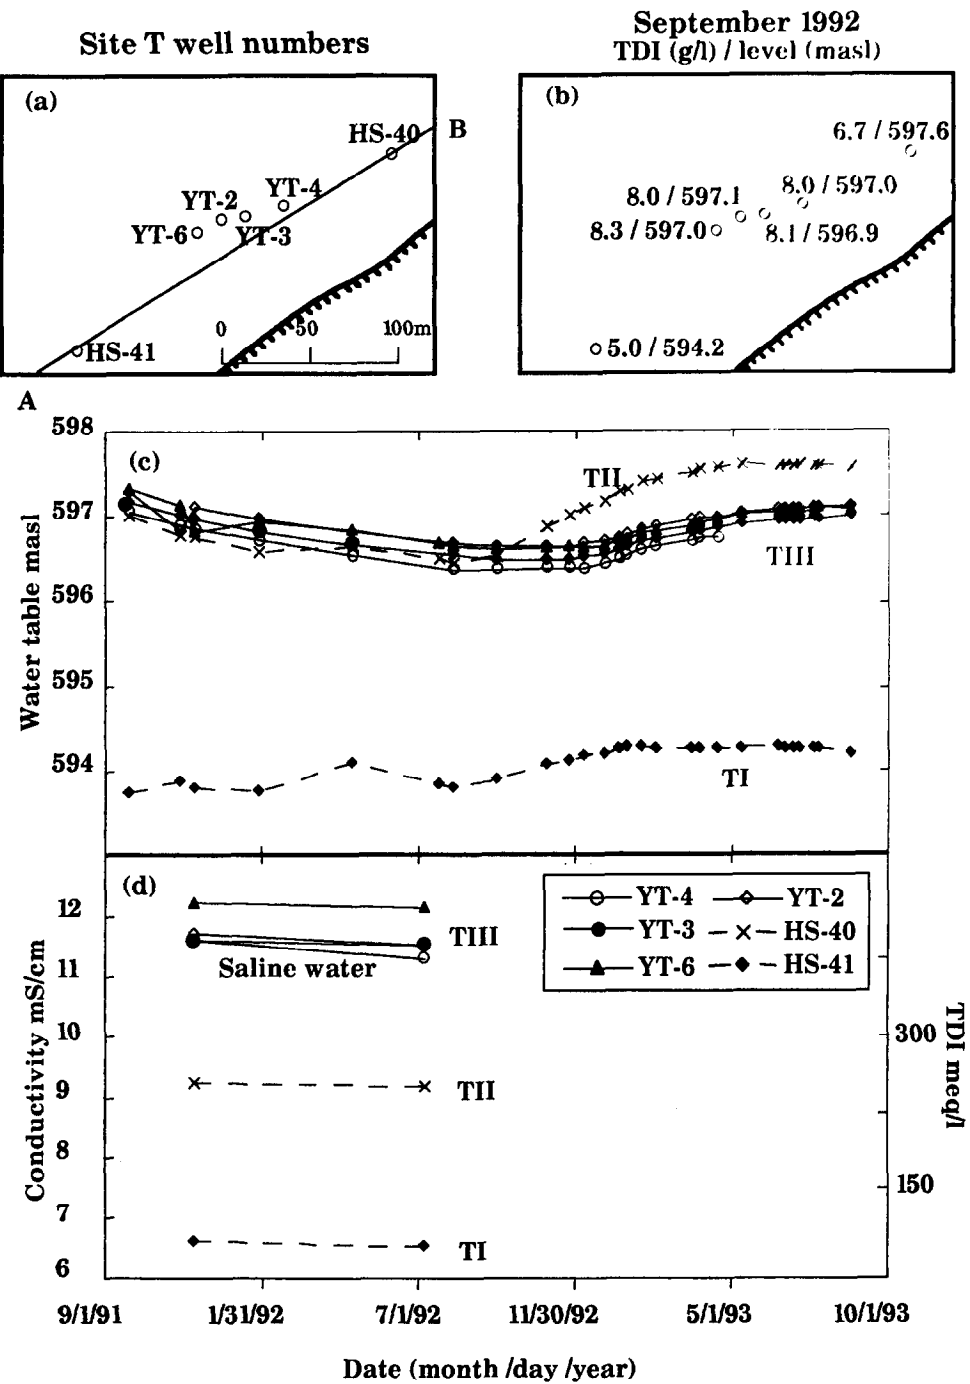 Site T well numbers
September 1992
TDI (g/l) / level (masl)
(a)
HS-40
B
YT-4
YT-2
YT-6
YT-3
0 50 100m
HS-41
A
(b)
6.7 / 597.6
8.0 / 597.0
8.0 / 597.1
8.3 / 597.0
8.1 / 596.9
5.0 / 594.2
Water table masl
598
597
596
595
594
(c)
TII
TIII
TI
Conductivity mS/cm
12
11
10
9
8
7
6
(d)
TIII
Saline water
TII
TI
YT-4 YT-2
YT-3 HS-40
YT-6 HS-41
300
150
TDI meq/l
9/1/91 1/31/92 7/1/92 11/30/92 5/1/93 10/1/93
Date (month /day /year)